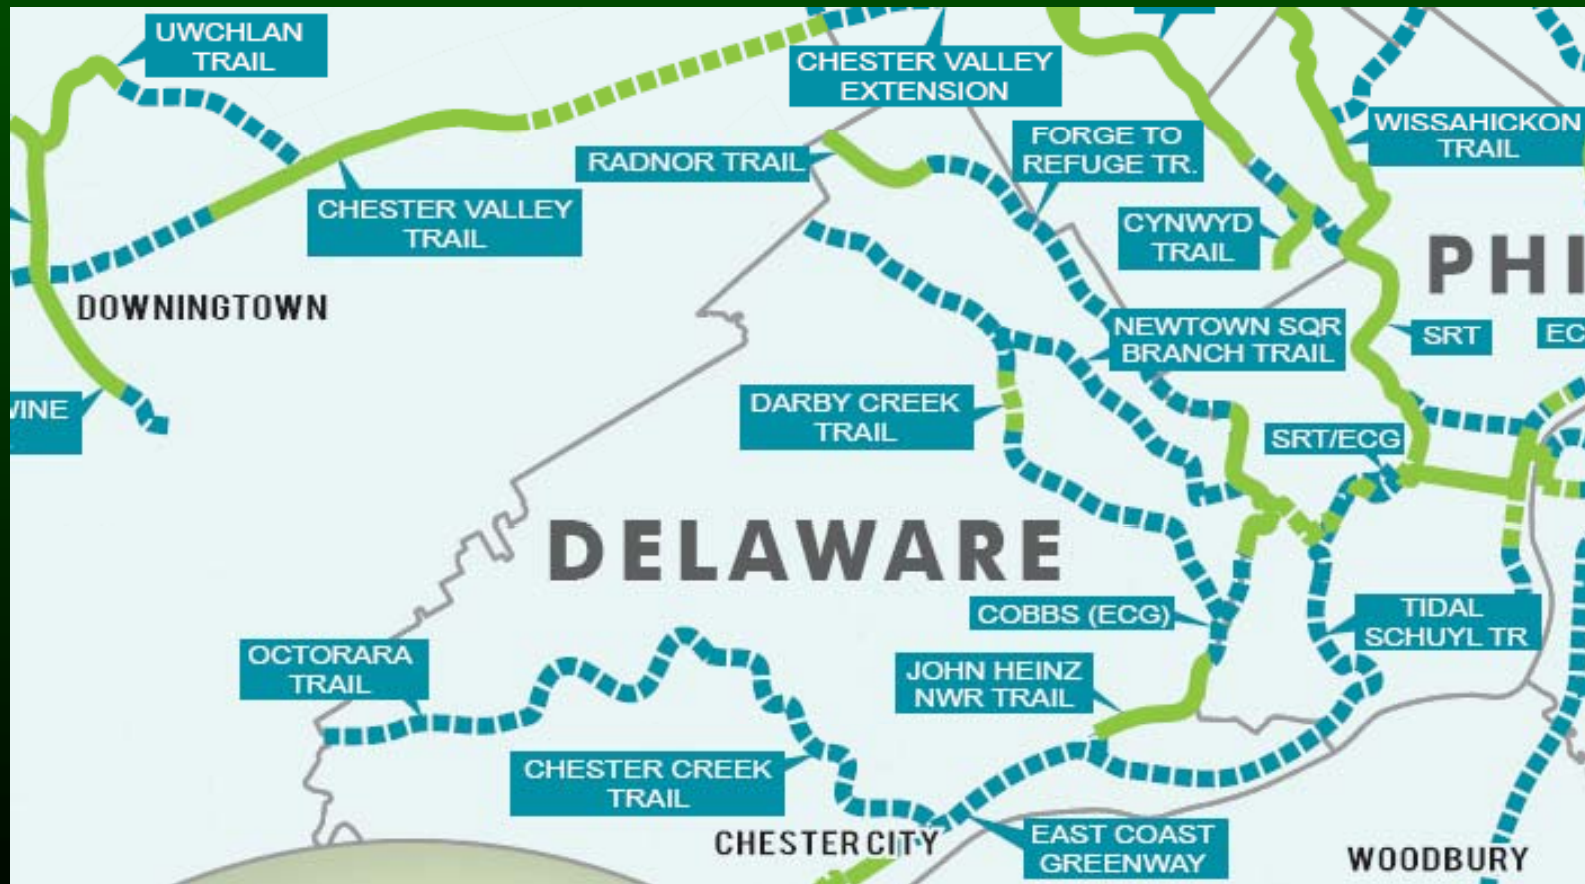 UWCHLAN
TRAIL
CHESTER VALLEY
EXTENSION
WISSAHICKON
TRAIL
FORGE TO
REFUGE TR.
RADNOR TRAIL
CHESTER VALLEY
TRAIL
CYNWYD
TRAIL
PHI
DOWNINGTOWN
NEWTOWN SQR
BRANCH TRAIL
SRT
EC
VINE
DARBY CREEK
TRAIL
SRT/ECG
DELAWARE
COBBS (ECG)
TIDAL
SCHUYL TR
OCTORARA
TRAIL
JOHN HEINZ
NWR TRAIL
CHESTER CREEK
TRAIL
CHESTER CITY
EAST COAST
GREENWAY
WOODBURY